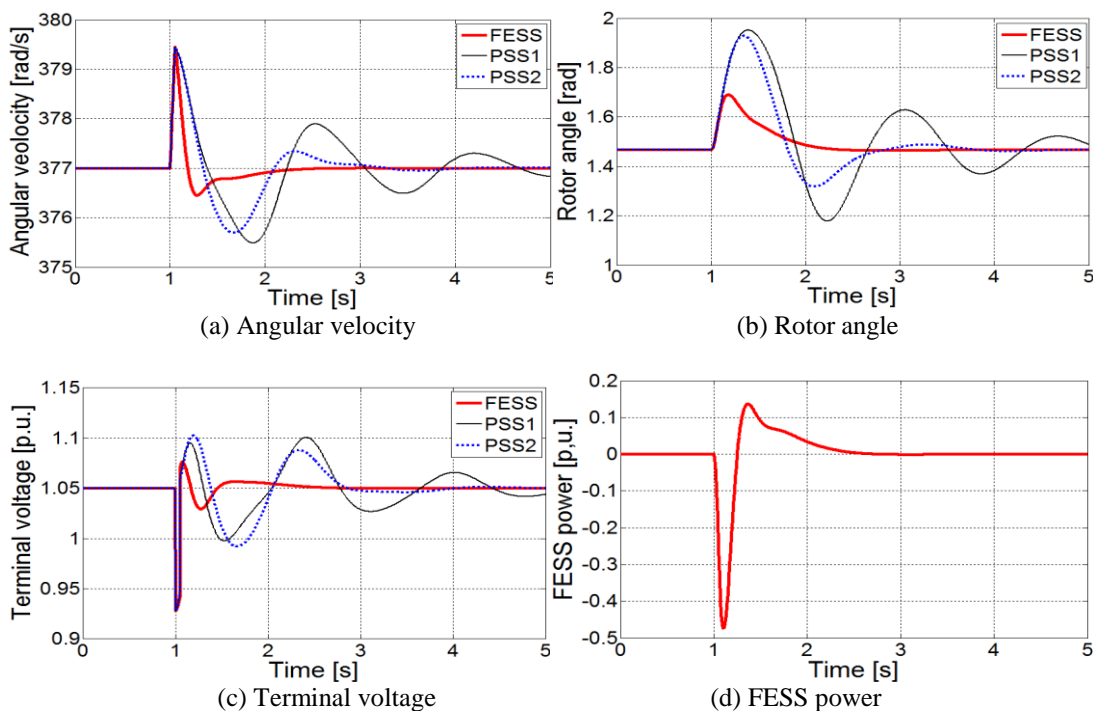 380
379
378
377
376
375
0
1
2
3
4
5
Angular veolocity [rad/s]
Time [s]
FESS
PSS1
PSS2
(a) Angular velocity
2
1.8
1.6
1.4
1.2
1
0
1
2
3
4
5
Rotor angle [rad]
Time [s]
FESS
PSS1
PSS2
(b) Rotor angle
1.15
1.10
1.05
1
0.95
0.9
0
1
2
3
4
5
Terminal voltage [p.u.]
Time [s]
FESS
PSS1
PSS2
(c) Terminal voltage
0.2
0.1
0
-0.1
-0.2
-0.3
-0.4
-0.5
0
1
2
3
4
5
FESS power [p,u.]
Time [s]
(d) FESS power